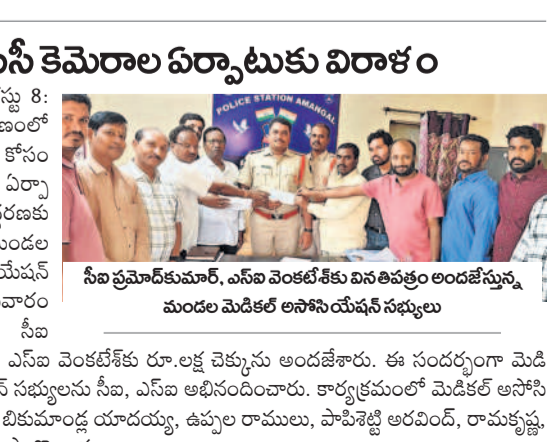 సీ కెమెరాల ఏర్పాటుకు విరాళం
స్టు 8:
ణంలో
కోసం
ఏర్పా
రణకు
మండల
యేషన్
వారం
సీఐ
POLICE STATION AMANGAL
సీఐ ప్రమోద్‌కుమార్, ఎస్ఐ వెంకటేశ్‌కు వినతిపత్రం అందజేస్తున్న
మండల మెడికల్ అసోసియేషన్ సభ్యులు
ఎస్ఐ వెంకటేశ్‌కు రూ.లక్ష చెక్కును అందజేశారు. ఈ సందర్భంగా మెడి
న్ సభ్యులను సీఐ, ఎస్ఐ అభినందించారు. కార్యక్రమంలో మెడికల్ అసోసి
బికుమాండ్ల యాదయ్య, ఉప్పల రాములు, పాపిశెట్టి అరవింద్, రామకృష్ణ,